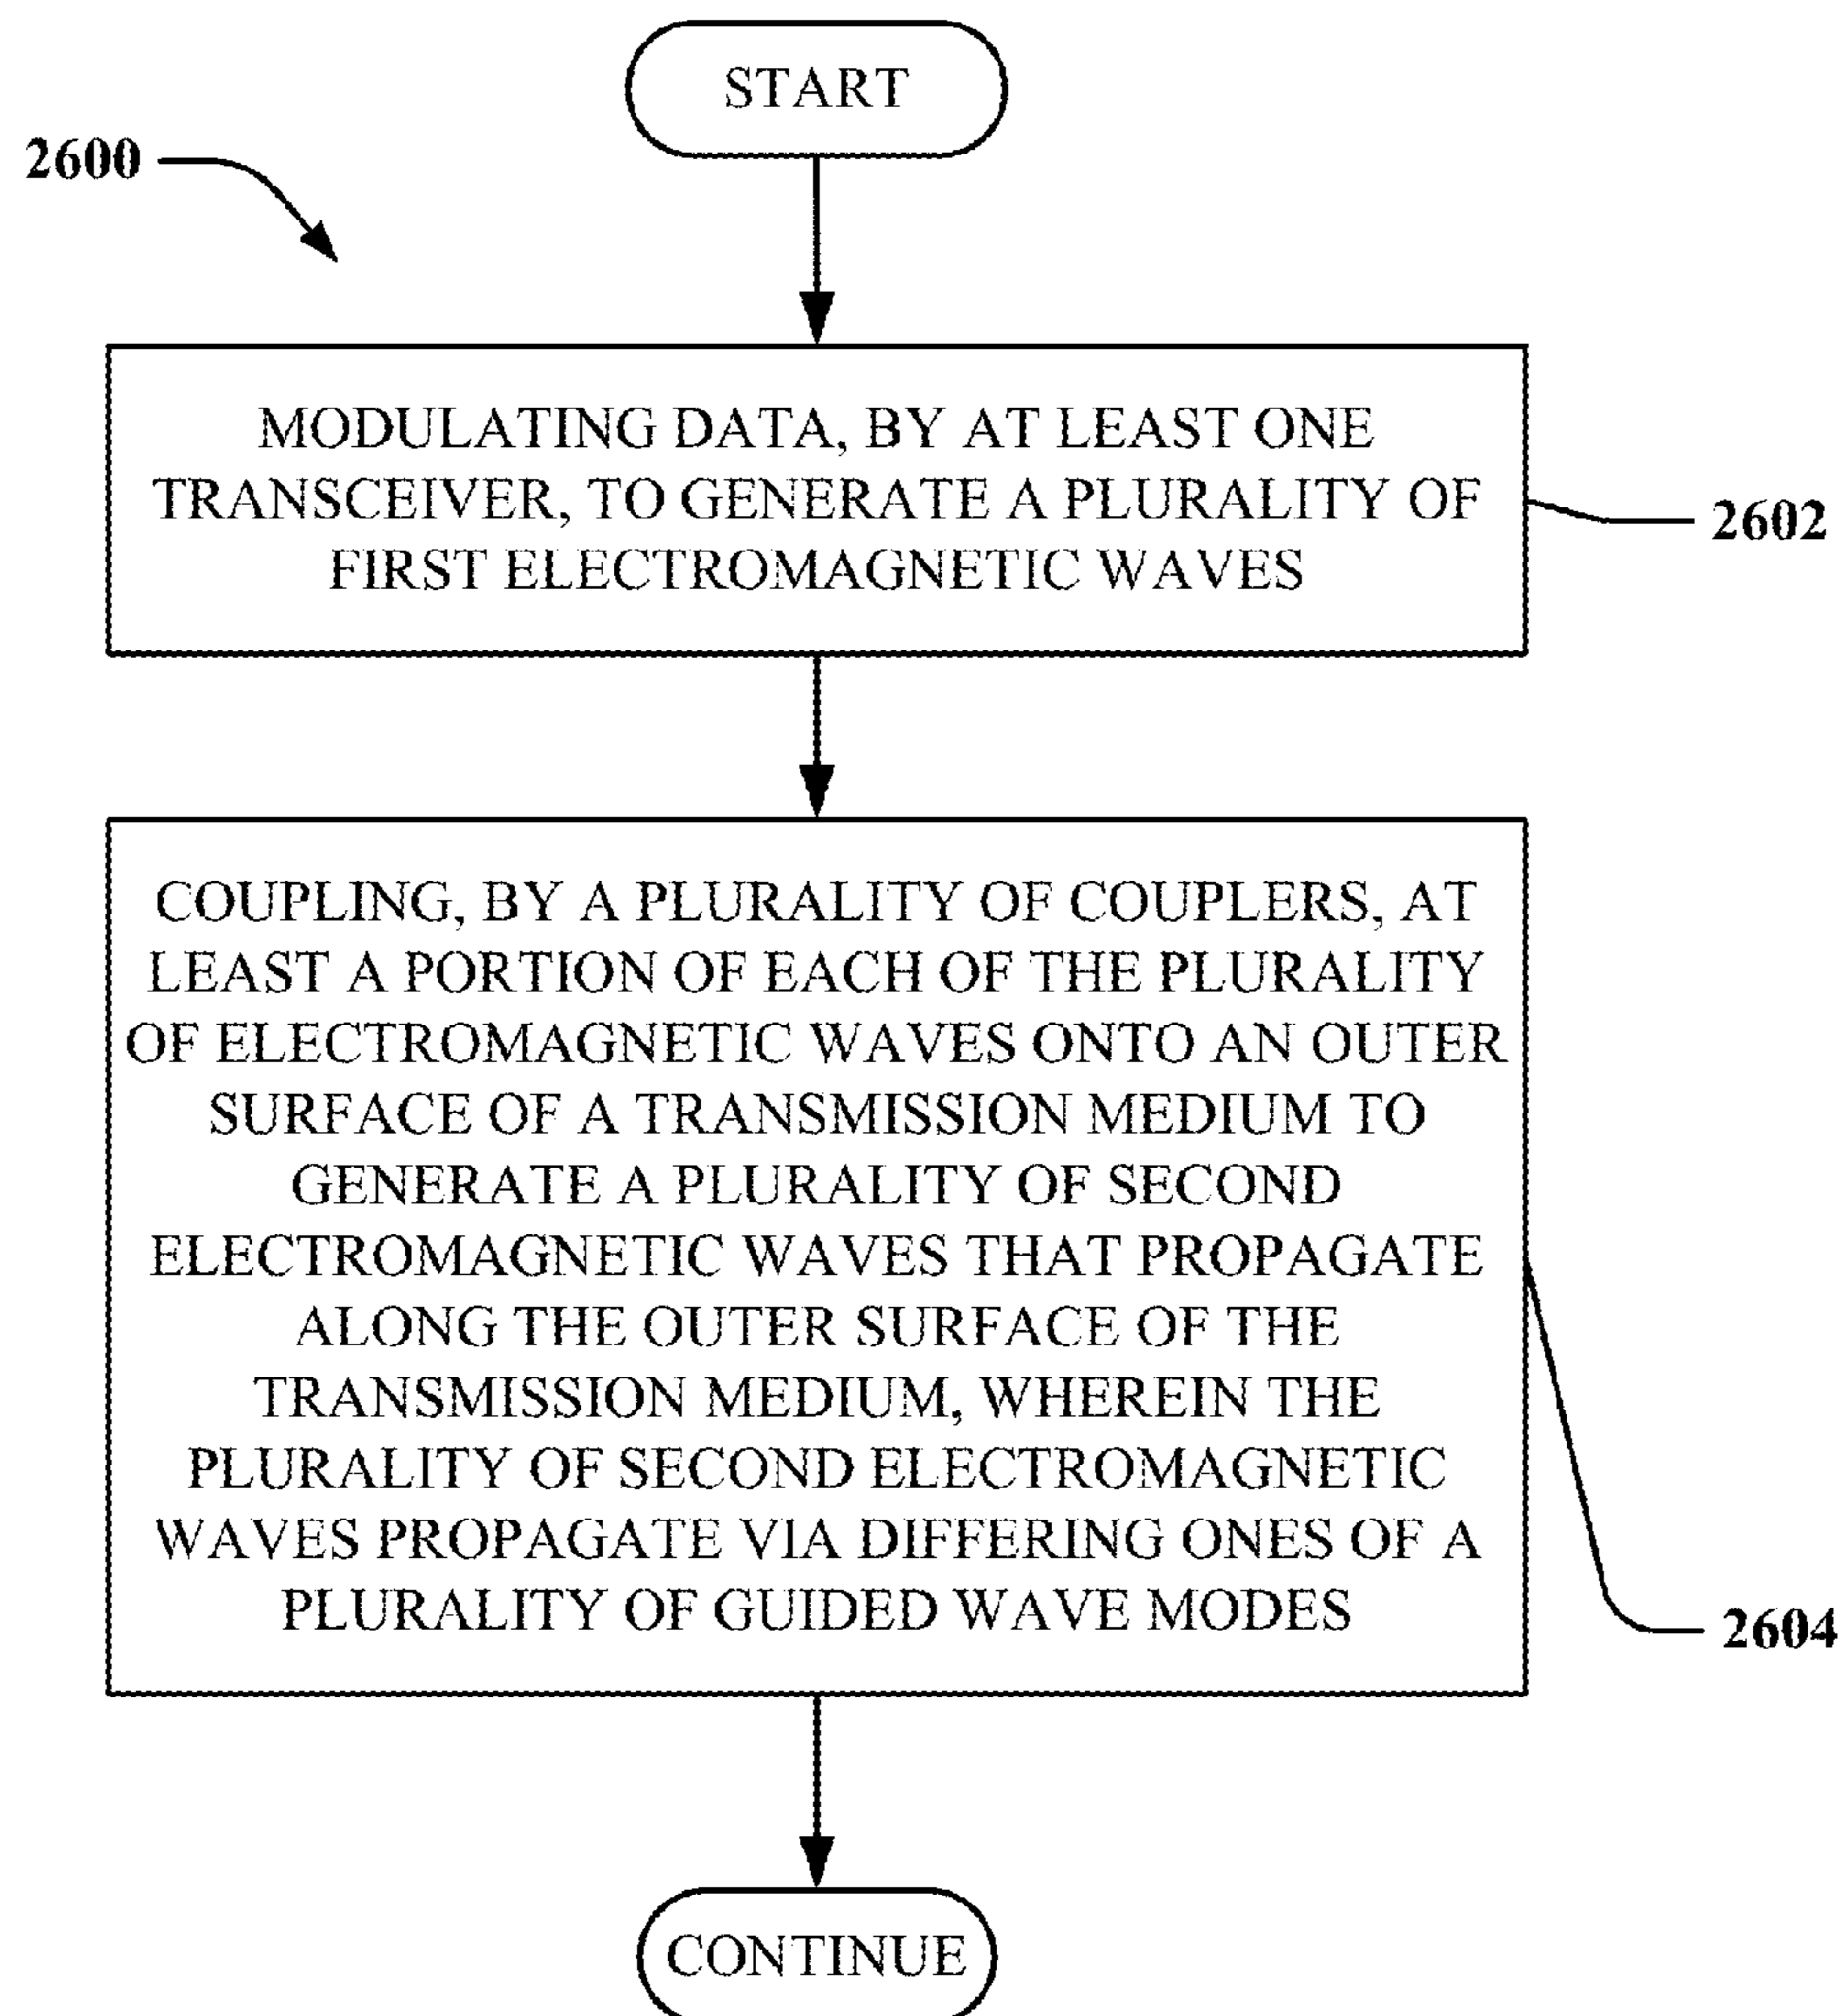 START
2600
MODULATING DATA, BY AT LEAST ONE
TRANSCEIVER, TO GENERATE A PLURALITY OF
FIRST ELECTROMAGNETIC WAVES
2602
COUPLING, BY A PLURALITY OF COUPLERS, AT
LEAST A PORTION OF EACH OF THE PLURALITY
OF ELECTROMAGNETIC WAVES ONTO AN OUTER
SURFACE OF A TRANSMISSION MEDIUM TO
GENERATE A PLURALITY OF SECOND
ELECTROMAGNETIC WAVES THAT PROPAGATE
ALONG THE OUTER SURFACE OF THE
TRANSMISSION MEDIUM, WHEREIN THE
PLURALITY OF SECOND ELECTROMAGNETIC
WAVES PROPAGATE VIA DIFFERING ONES OF A
PLURALITY OF GUIDED WAVE MODES
2604
CONTINUE